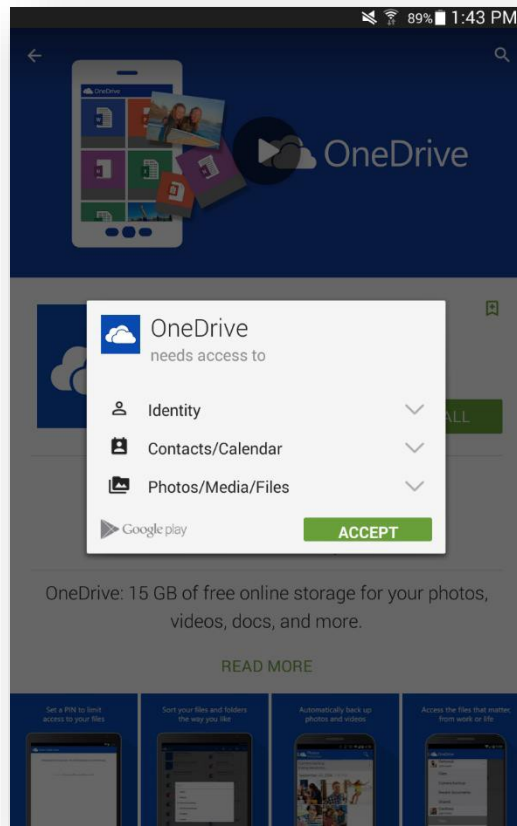 89% 1:43 PM
OneDrive
OneDrive
OneDrive
needs access to
Identity
ALL
Contacts/Calendar
Photos/Media/Files
Google play
ACCEPT
OneDrive: 15 GB of free online storage for your photos,
videos, docs, and more.
READ MORE
Set a PIN to limit
access to your files
Sort your files and folders
the way you like
Automatically back up
photos and videos
Access the files that matter,
from work or life
OneDrive